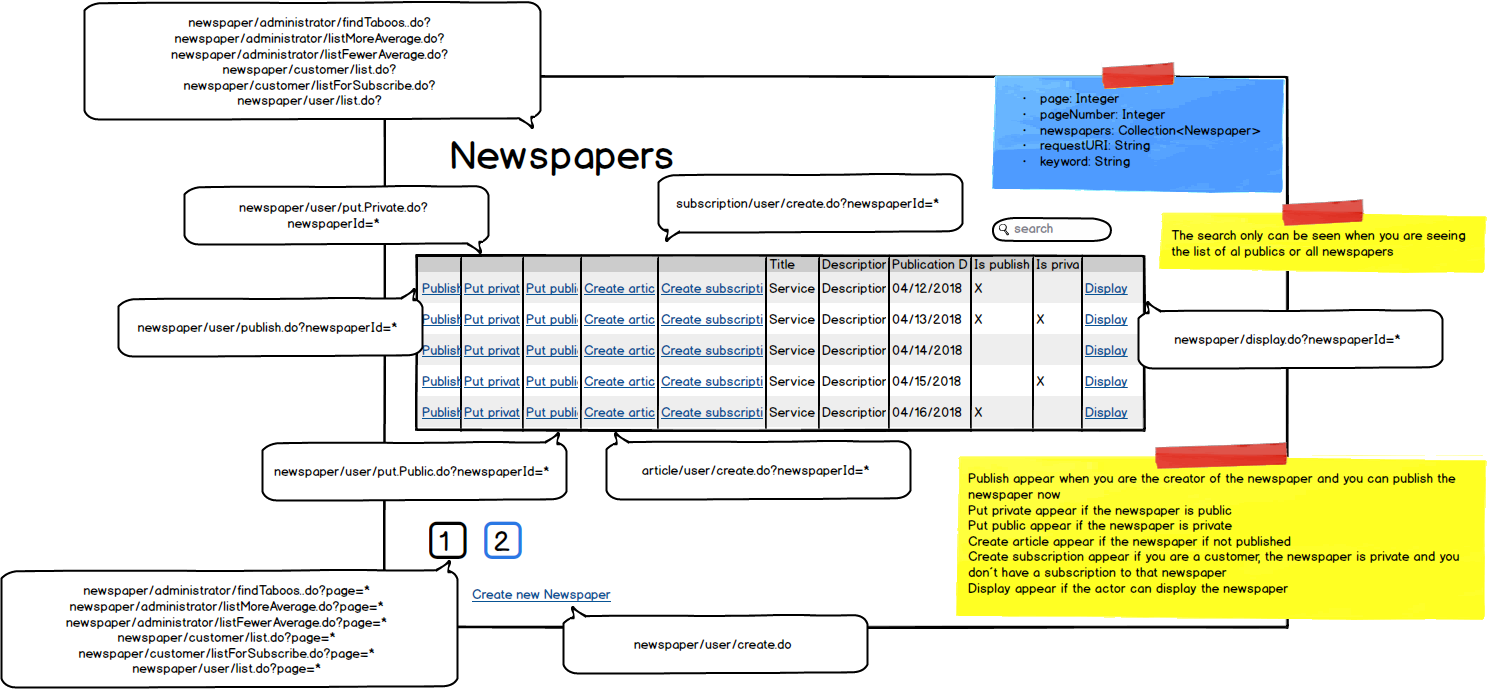 newspaper/administrator/findTaboos..do?
newspaper/administrator/listMoreAverage.do?
newspaper/administrator/listFewerAverage.do?
newspaper/customer/list.do?
newspaper/customer/listForSubscribe.do?
newspaper/user/list.do?
· page: Integer
· pageNumber: Integer
· newspapers: Collection<Newspaper>
· requestURI: String
· keyword: String
Newspapers
newspaper/user/put.Private.do?
newspaperId=*
subscription/user/create.do?newspaperId=*
search
The search only can be seen when you are seeing
the list of al publics or all newspapers
Title Description Publication D Is publish Is priva
Publish Put privat Put publi Create artic Create subscripti Service Description 04/12/2018 X Display
Publish Put privat Put publi Create artic Create subscripti Service Description 04/13/2018 X X Display
Publish Put privat Put publi Create artic Create subscripti Service Description 04/14/2018 Display
Publish Put privat Put publi Create artic Create subscripti Service Description 04/15/2018 X Display
Publish Put privat Put publi Create artic Create subscripti Service Description 04/16/2018 X Display
newspaper/user/publish.do?newspaperId=*
newspaper/display.do?newspaperId=*
newspaper/user/put.Public.do?newspaperId=*
article/user/create.do?newspaperId=*
Publish appear when you are the creator of the newspaper and you can publish the
newspaper now
Put private appear if the newspaper is public
Put public appear if the newspaper is private
Create article appear if the newspaper if not published
Create subscription appear if you are a customer, the newspaper is private and you
don´t have a subscription to that newspaper
Display appear if the actor can display the newspaper
1 2
newspaper/administrator/findTaboos..do?page=*
newspaper/administrator/listMoreAverage.do?page=*
newspaper/administrator/listFewerAverage.do?page=*
newspaper/customer/list.do?page=*
newspaper/customer/listForSubscribe.do?page=*
newspaper/user/list.do?page=*
Create new Newspaper
newspaper/user/create.do